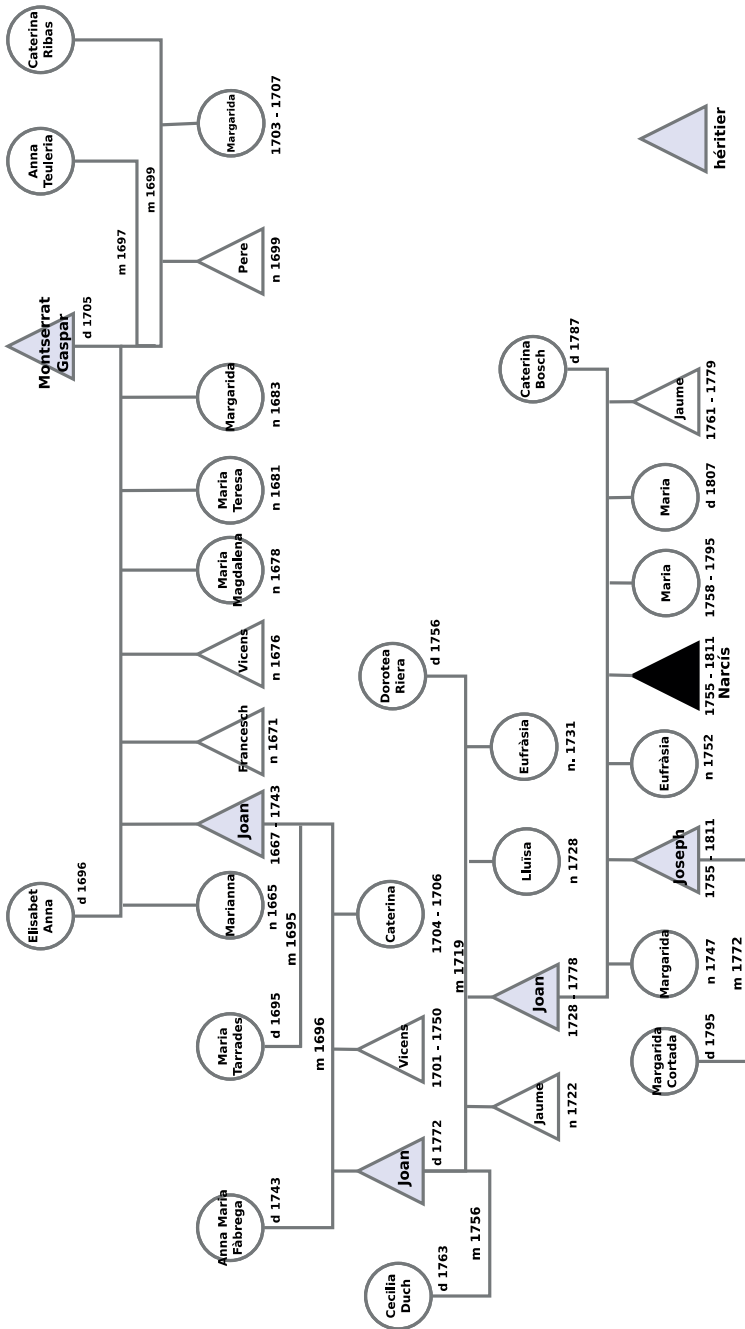 Elisabet
Anna
d 1696
Montserrat
Gaspar
d 1705
Anna
Teuleria
Caterina
Ribas
m 1697
m 1699
Marianna
n 1665
Joan
1667 - 1743
Francesch
n 1671
Vicens
n 1676
Maria
Magdalena
n 1678
Maria
Teresa
n 1681
Margarida
n 1683
Pere
n 1699
Margarida
1703 - 1707
Anna Maria
Fàbrega
d 1743
Maria
Tarrades
d 1695
m 1695
m 1696
Cecilia
Duch
d 1763
Joan
d 1772
Vicens
1701 - 1750
Caterina
1704 - 1706
Dorotea
Riera
d 1756
m 1756
m 1719
Jaume
n 1722
Joan
1728 - 1778
Lluïsa
n 1728
Eufràsia
n. 1731
Caterina
Bosch
d 1787
Margarida
Cortada
d 1795
Margarida
n 1747
m 1772
Joseph
1755 - 1811
Eufràsia
n 1752
1755 - 1811
Narcís
Maria
1758 - 1795
Maria
d 1807
Jaume
1761 - 1779
héritier